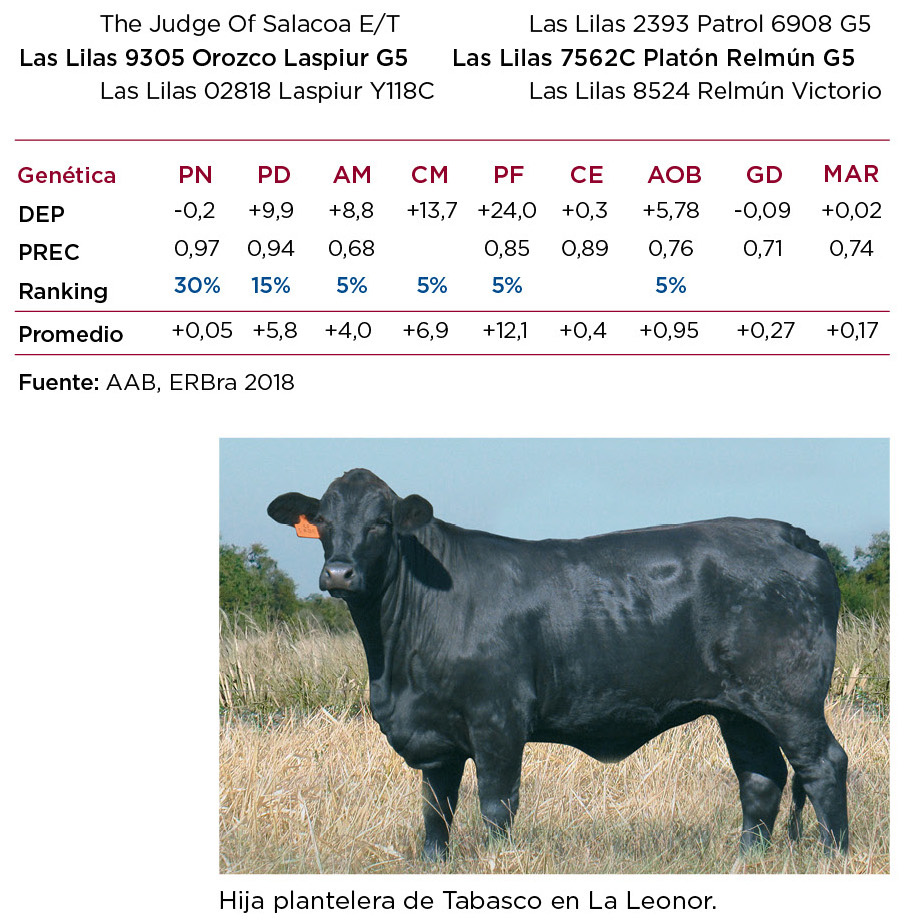 The Judge Of Salacoa E/T Las Lilas 2393 Patrol 6908 G5
Las Lilas 9305 Orozco Laspiur G5 Las Lilas 7562C Platón Relmún G5
Las Lilas 02818 Laspiur Y118C Las Lilas 8524 Relmún Victorio
Genética PN PD AM CM PF CE AOB GD MAR
DEP -0,2 +9,9 +8,8 +13,7 +24,0 +0,3 +5,78 -0,09 +0,02
PREC 0,97 0,94 0,68 0,85 0,89 0,76 0,71 0,74
Ranking 30% 15% 5% 5% 5% 5%
Promedio +0,05 +5,8 +4,0 +6,9 +12,1 +0,4 +0,95 +0,27 +0,17
Fuente: AAB, ERBra 2018
Hija plantelera de Tabasco en La Leonor.